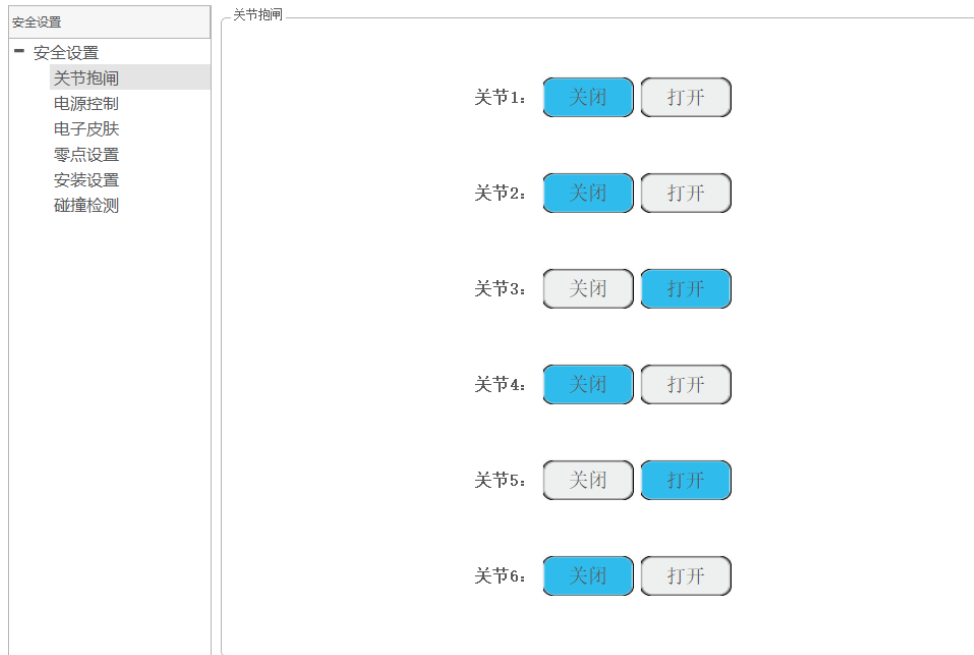 安全设置
安全设置
关节抱闸
电源控制
电子皮肤
零点设置
安装设置
碰撞检测
关节抱闸
关节1： 关闭 打开
关节2： 关闭 打开
关节3： 关闭 打开
关节4： 关闭 打开
关节5： 关闭 打开
关节6： 关闭 打开